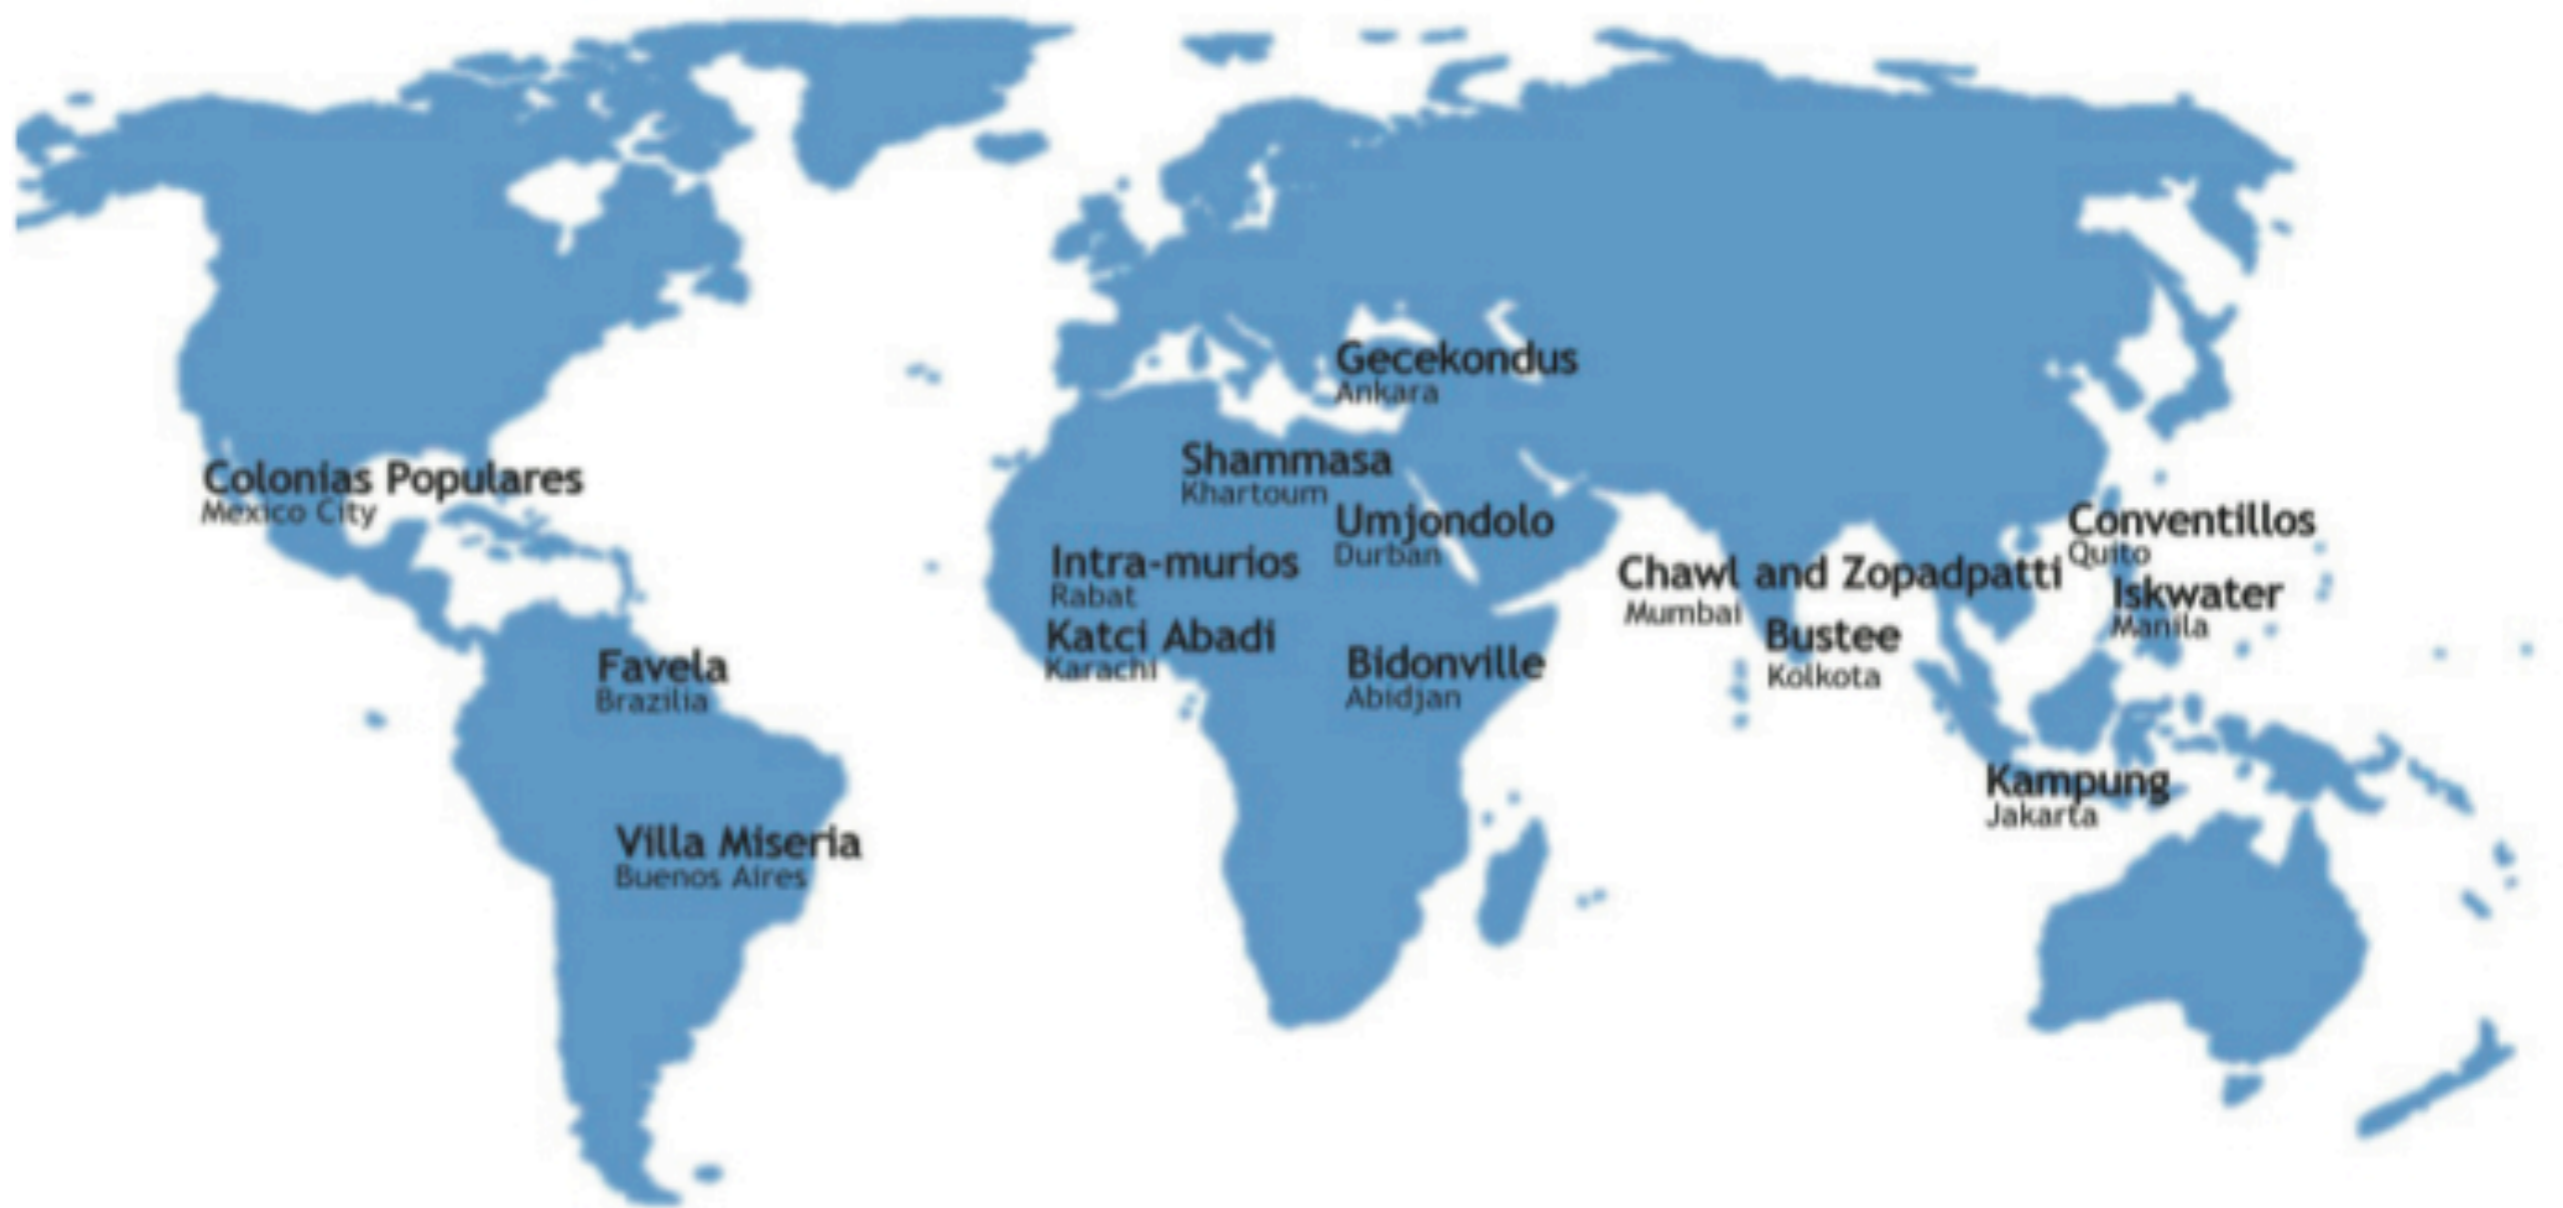 Gecekondus
Ankara
Colonias Populares
Mexico City
Shammasa
Khartoum
Umjondolo
Durban
Conventillos
Quito
Intra-murios
Rabat
Chawl and Zopadpatti
Mumbai
Iskwater
Manila
Katci Abadi
Karachi
Bustee
Kolkota
Favela
Brazilia
Bidonville
Abidjan
Kampung
Jakarta
Villa Miseria
Buenos Aires